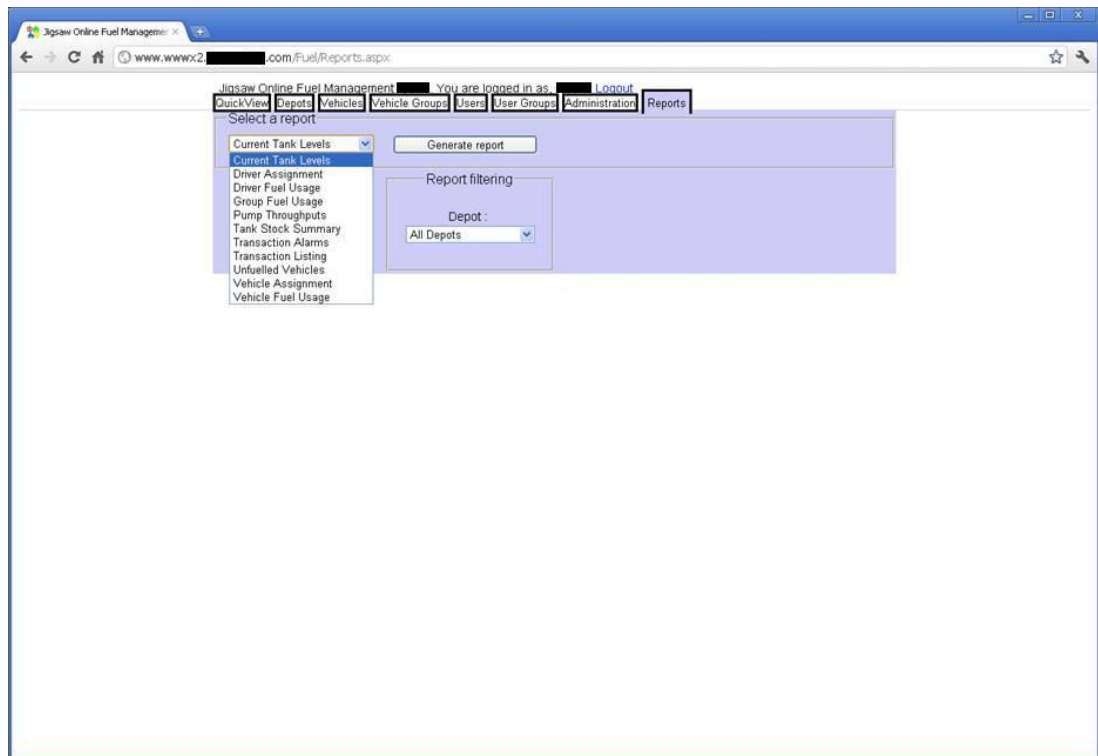 Jigsaw Online Fuel Managemer
www.wwwx2. .com/Fuel/Reports.aspx
Jigsaw Online Fuel Management You are logged in as, Logout
QuickView Depots Vehicles Vehicle Groups Users User Groups Administration Reports
Select a report
Current Tank Levels Generate report
Current Tank Levels
Driver Assignment
Driver Fuel Usage
Group Fuel Usage
Pump Throughputs
Tank Stock Summary
Transaction Alarms
Transaction Listing
Unfuelled Vehicles
Vehicle Assignment
Vehicle Fuel Usage
Report filtering
Depot :
All Depots